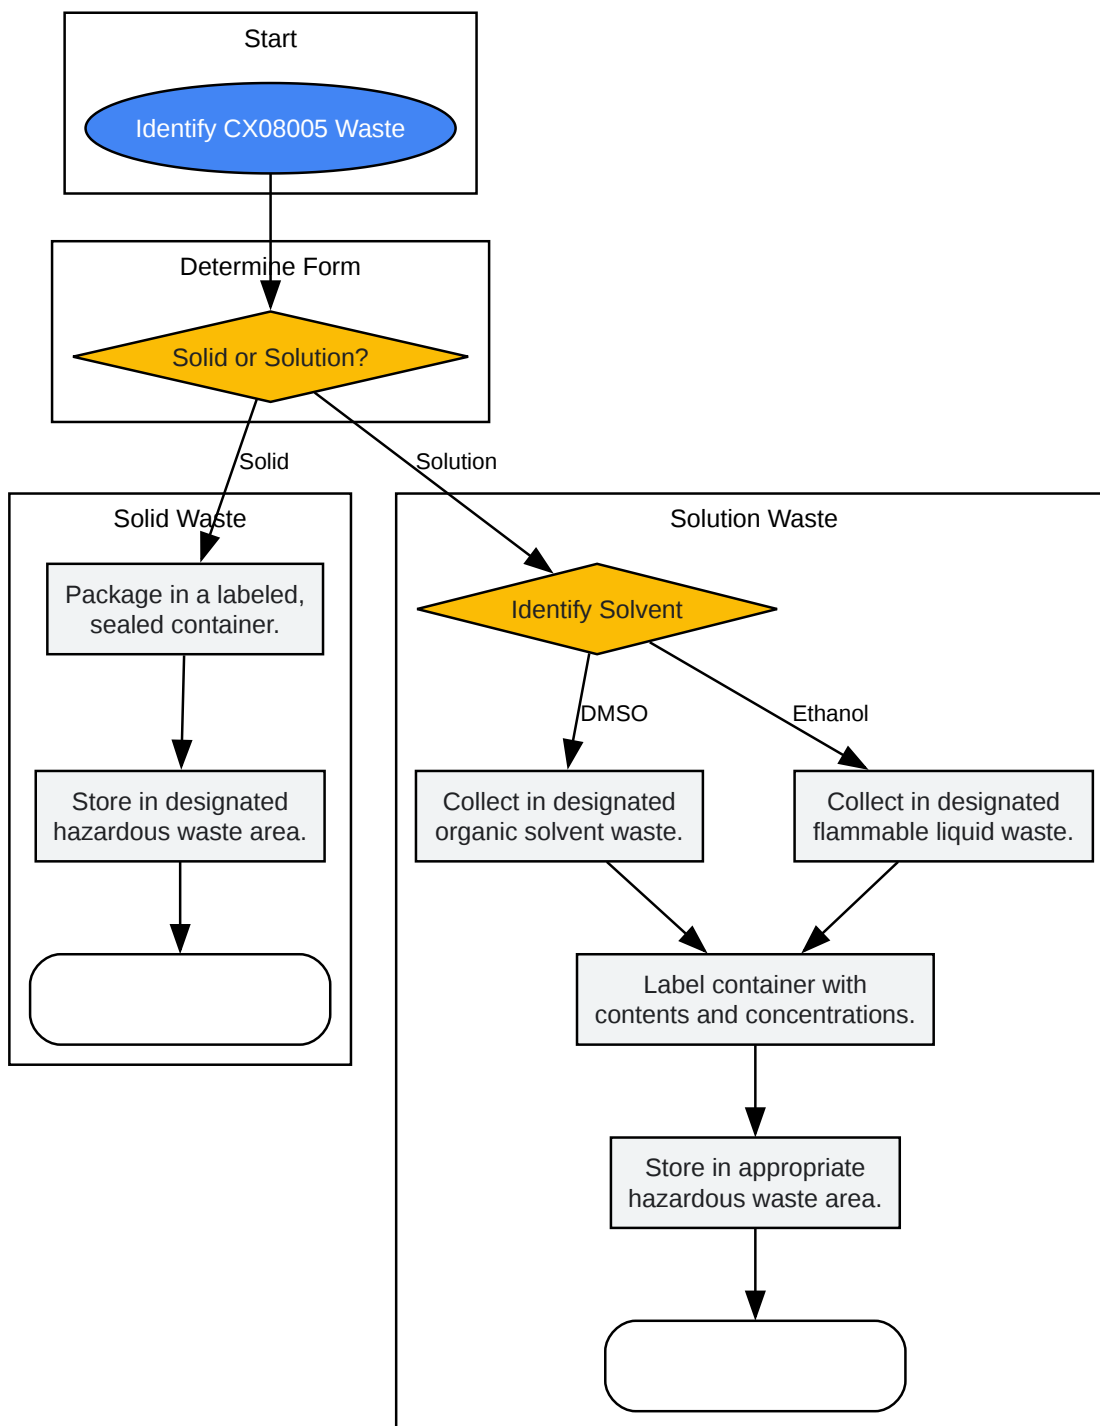 Start
Identify CX08005 Waste
Determine Form
Solid or Solution?
Solid
Solution
Solid Waste
Package in a labeled,
sealed container.
Store in designated
hazardous waste area.
Solution Waste
Identify Solvent
DMSO
Ethanol
Collect in designated
organic solvent waste.
Collect in designated
flammable liquid waste.
Label container with
contents and concentrations.
Store in appropriate
hazardous waste area.